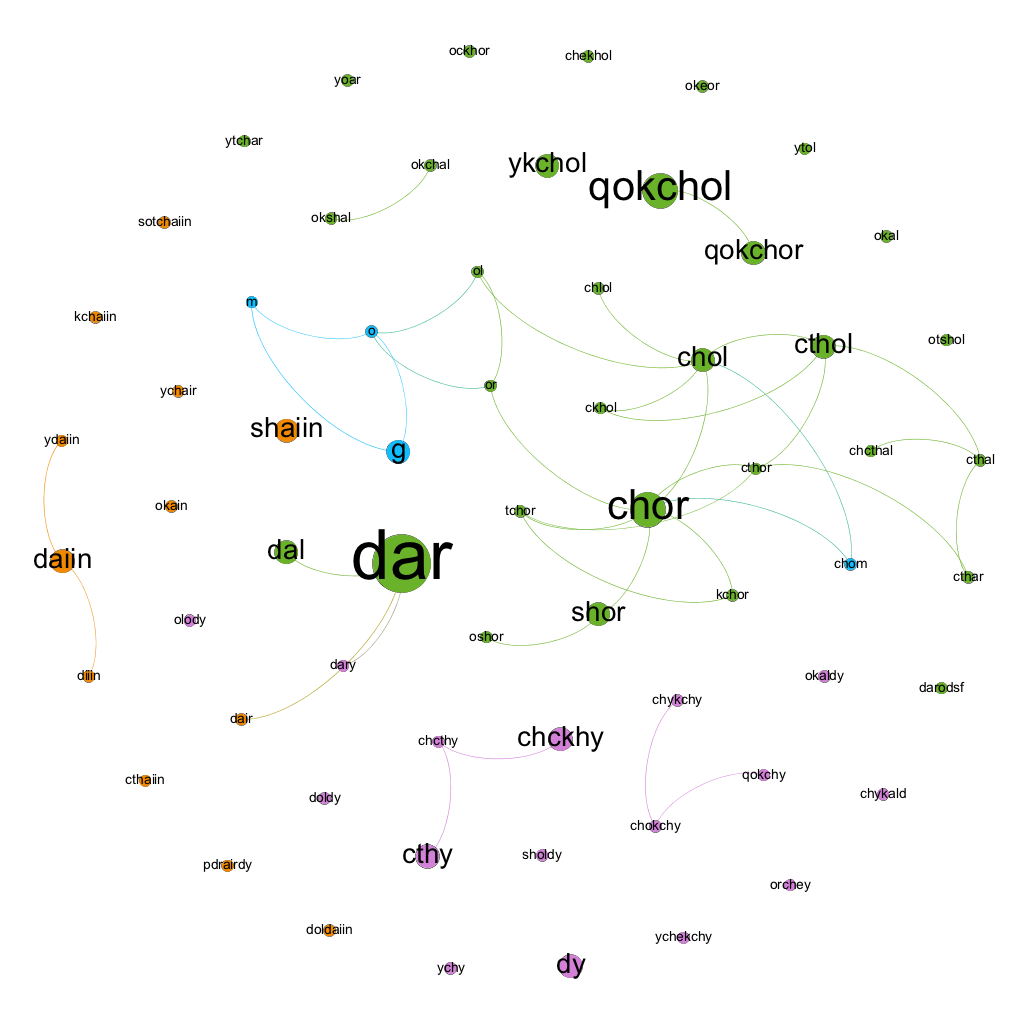 ockhor
chekhol
yoar
okeor
ytchar
ytol
okchal
ykchol
qokchol
okshal
sotchaiin
okal
qokchor
ol
chlol
m
kchaiin
o
otshol
cthol
chol
or
ychair
ckhol
shaiin
ydaiin
g
chcthal
cthal
cthor
okain
chor
tchor
dal
daiin
dar
chom
cthar
kchor
shor
olody
oshor
dary
diin
okaldy
darodsf
chykchy
dair
chcthy
chckhy
qokchy
cthaiin
chykald
doldy
chokchy
cthy
sholdy
pdrairdy
orchey
doldaiin
ychekchy
ychy
dy